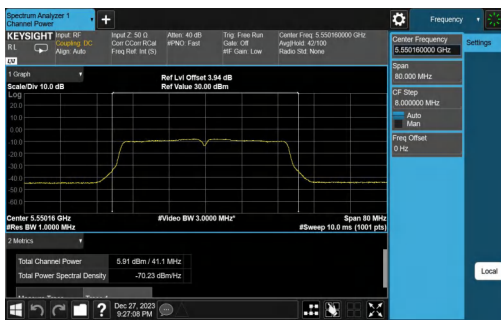 Spectrum Analyzer 1
Channel Power
Frequency
KEYSIGHT
Input: RF
Coupling: DC
Align: Auto
Input Z: 50 Ω
Corr CCorr RCal
Freq Ref: Int (S)
Atten: 40 dB
#PNO: Fast
Trig: Free Run
Gate: Off
#IF Gain: Low
Center Freq: 5.550160000 GHz
Avg|Hold: 42/100
Radio Std: None
RL
Center Frequency
5.550160000 GHz
Settings
Span
80.000 MHz
CF Step
8.000000 MHz
Auto
Man
Freq Offset
0 Hz
1 Graph
Scale/Div 10.0 dB
Ref Lvl Offset 3.94 dB
Ref Value 30.00 dBm
Log
20.0
10.0
0.00
-10.0
-20.0
-30.0
-40.0
-50.0
-60.0
Center 5.55016 GHz
#Res BW 1.0000 MHz
#Video BW 3.0000 MHz*
Span 80 MHz
#Sweep 10.0 ms (1001 pts)
2 Metrics
Total Channel Power
5.91 dBm / 41.1 MHz
Total Power Spectral Density
-70.23 dBm/Hz
Local
Dec 27, 2023
9:27:08 PM